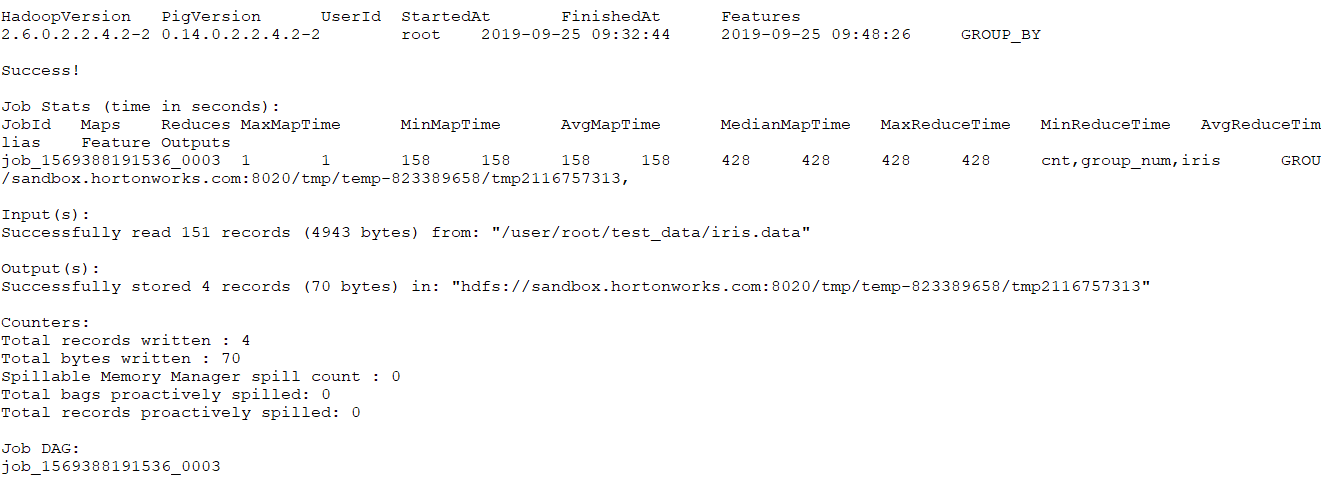 HadoopVersion PigVersion UserId StartedAt FinishedAt Features
2.6.0.2.2.4.2-2 0.14.0.2.2.4.2-2 root 2019-09-25 09:32:44 2019-09-25 09:48:26 GROUP_BY
Success!
Job Stats (time in seconds):
JobId Maps Reduces MaxMapTime MinMapTime AvgMapTime MedianMapTime MaxReduceTime MinReduceTime AvgReduceTim
lias Feature Outputs
job_1569388191536_0003 1 1 158 158 158 158 428 428 428 428 cnt,group_num,iris GROU
/sandbox.hortonworks.com:8020/tmp/temp-823389658/tmp2116757313,
Input(s):
Successfully read 151 records (4943 bytes) from: "/user/root/test_data/iris.data"
Output(s):
Successfully stored 4 records (70 bytes) in: "hdfs://sandbox.hortonworks.com:8020/tmp/temp-823389658/tmp2116757313"
Counters:
Total records written : 4
Total bytes written : 70
Spillable Memory Manager spill count : 0
Total bags proactively spilled: 0
Total records proactively spilled: 0
Job DAG:
job_1569388191536_0003